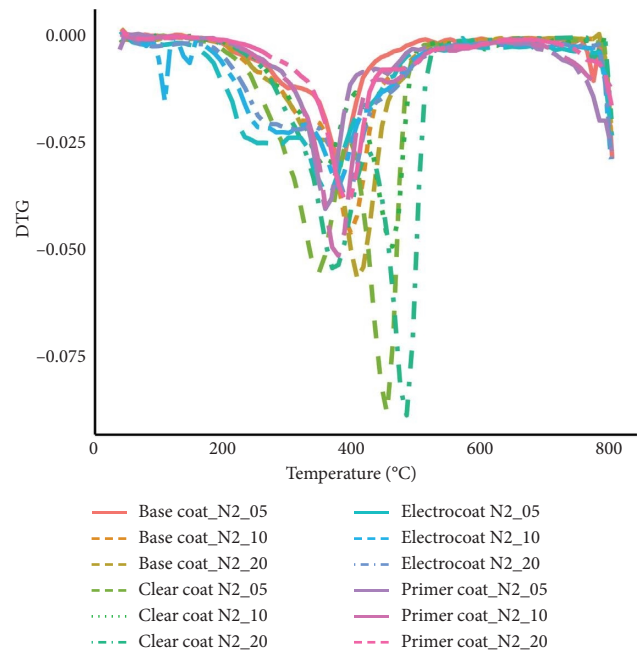 0.000
−0.025
DTG
−0.050
−0.075
0 200 400 600 800
Temperature (°C)
Base coat_N2_05 Electrocoat N2_05
Base coat_N2_10 Electrocoat N2_10
Base coat_N2_20 Electrocoat N2_20
Clear coat N2_05 Primer coat_N2_05
Clear coat N2_10 Primer coat_N2_10
Clear coat N2_20 Primer coat_N2_20